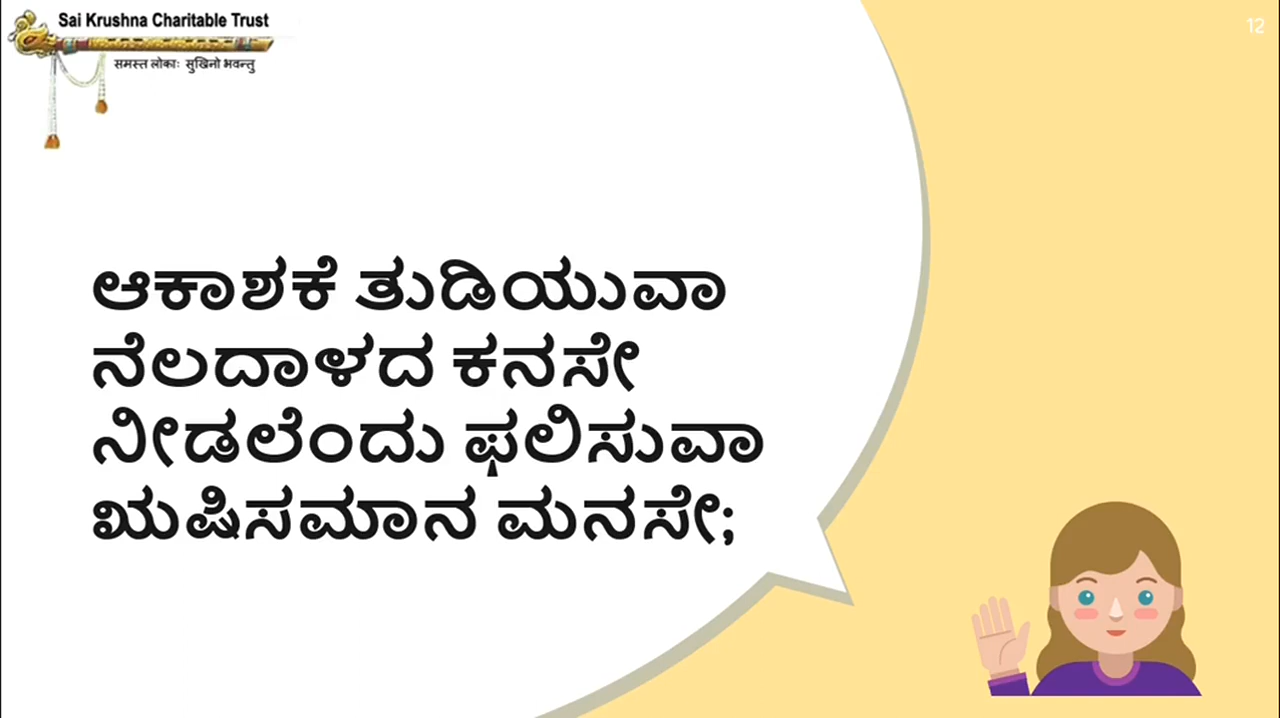 Sai Krushna Charitable Trust
समस्त लोकाः सुखिनो भवन्तु
12
ಆಕಾಶಕೆ ತುಡಿಯುವಾ
ನೆಲದಾಳದ ಕನಸೇ
ನೀಡಲೆಂದು ಫಲಿಸುವಾ
ಋಷಿಸಮಾನ ಮನಸೇ;